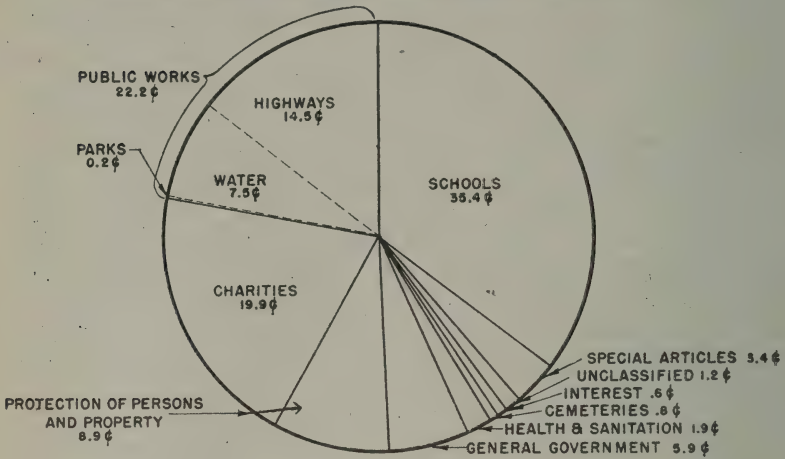 PUBLIC WORKS
22.2¢
HIGHWAYS
14.5¢
PARKS
0.2¢
WATER
7.5¢
SCHOOLS
35.4¢
CHARITIES
19.9¢
PROTECTION OF PERSONS
AND PROPERTY
8.9¢
SPECIAL ARTICLES 3.4¢
UNCLASSIFIED 1.2¢
INTEREST .6¢
CEMETERIES .8¢
HEALTH & SANITATION 1.9¢
GENERAL GOVERNMENT 5.9¢